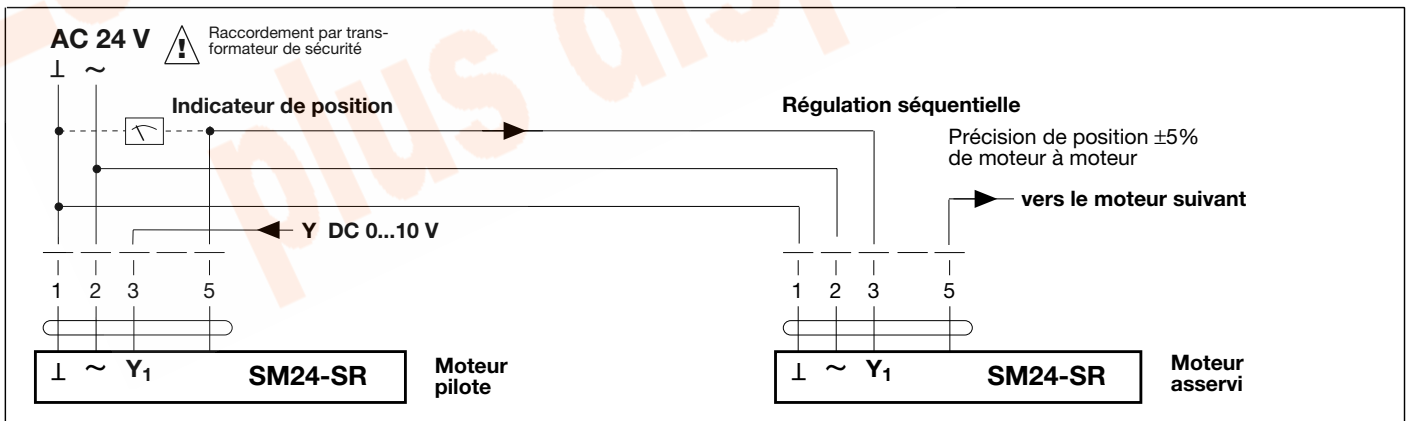 AC 24 V
Raccordement par trans-
formateur de sécurité
⊥ ~
Indicateur de position
Régulation séquentielle
Précision de position ±5%
de moteur à moteur
vers le moteur suivant
Y DC 0...10 V
1 2 3 5
1 2 3 5
⊥ ~ Y1 SM24-SR
Moteur
pilote
⊥ ~ Y1 SM24-SR
Moteur
asservi
plus disp